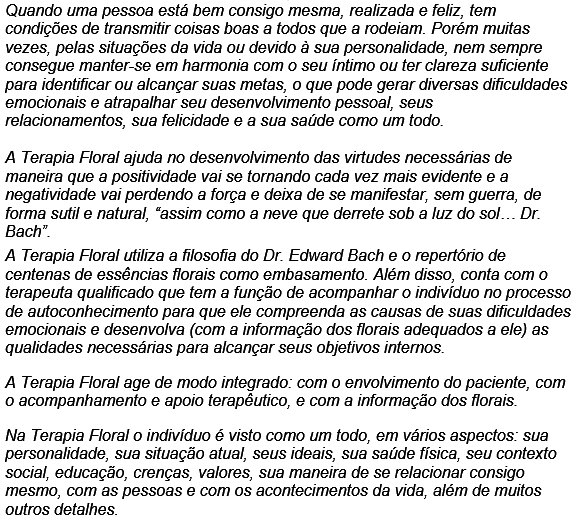 Quando uma pessoa está bem consigo mesma, realizada e feliz, tem
condições de transmitir coisas boas a todos que a rodeiam. Porém muitas
vezes, pelas situações da vida ou devido à sua personalidade, nem sempre
consegue manter-se em harmonia com o seu íntimo ou ter clareza suficiente
para identificar ou alcançar suas metas, o que pode gerar diversas dificuldades
emocionais e atrapalhar seu desenvolvimento pessoal, seus
relacionamentos, sua felicidade e a sua saúde como um todo.
A Terapia Floral ajuda no desenvolvimento das virtudes necessárias de
maneira que a positividade vai se tornando cada vez mais evidente e a
negatividade vai perdendo a força e deixa de se manifestar, sem guerra, de
forma sutil e natural, “assim como a neve que derrete sob a luz do sol… Dr.
Bach”.
A Terapia Floral utiliza a filosofia do Dr. Edward Bach e o repertório de
centenas de essências florais como embasamento. Além disso, conta com o
terapeuta qualificado que tem a função de acompanhar o indivíduo no processo
de autoconhecimento para que ele compreenda as causas de suas dificuldades
emocionais e desenvolva (com a informação dos florais adequados a ele) as
qualidades necessárias para alcançar seus objetivos internos.
A Terapia Floral age de modo integrado: com o envolvimento do paciente, com
o acompanhamento e apoio terapêutico, e com a informação dos florais.
Na Terapia Floral o indivíduo é visto como um todo, em vários aspectos: sua
personalidade, sua situação atual, seus ideais, sua saúde física, seu contexto
social, educação, crenças, valores, sua maneira de se relacionar consigo
mesmo, com as pessoas e com os acontecimentos da vida, além de muitos
outros detalhes.